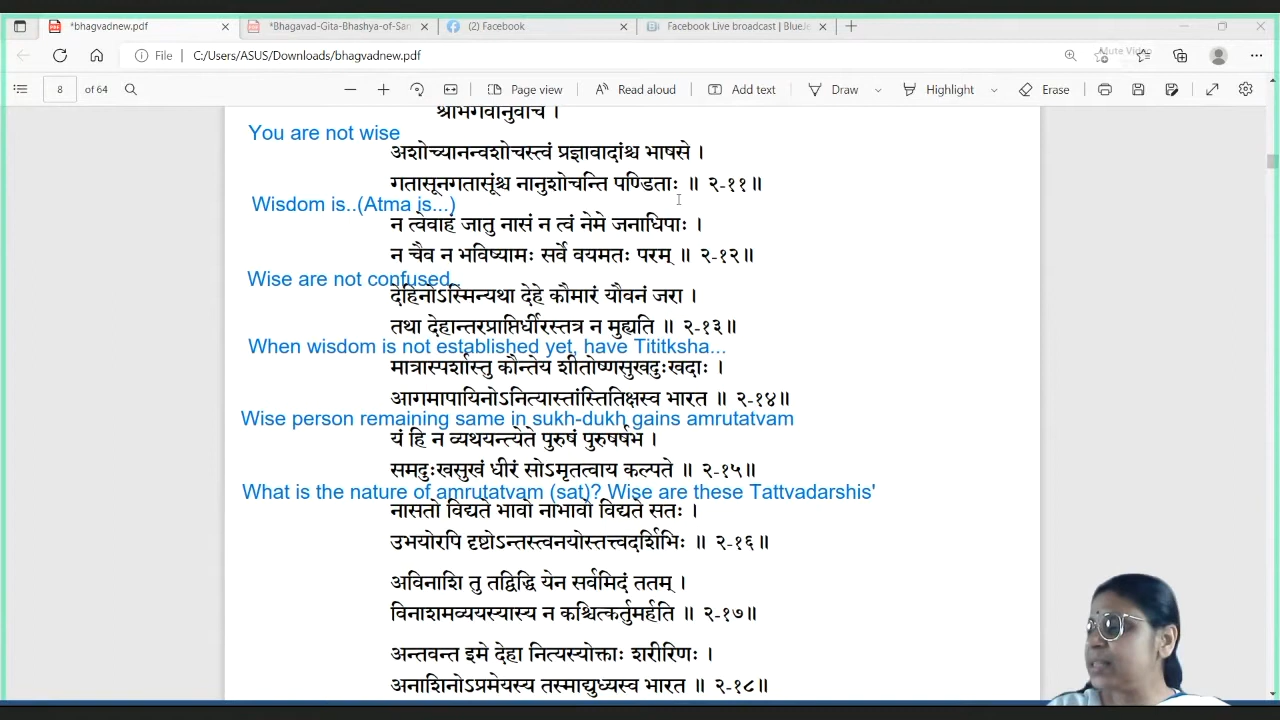 *bhagvadnew.pdf
*Bhagavad-Gita-Bhashya-of-San
(2) Facebook
Facebook Live broadcast | BlueJe
File C:/Users/ASUS/Downloads/bhagvadnew.pdf
Mute Video
8 of 64
Page view
Read aloud
Add text
Draw
Highlight
Erase
श्रीभगवानुवाच ।
You are not wise
अशोच्यानन्वशोचस्त्वं प्रज्ञावादांश्च भाषसे ।
गतासूनगतासूंश्च नानुशोचन्ति पण्डिताः ॥ २-११॥
Wisdom is..(Atma is...)
न त्वेवाहं जातु नासं न त्वं नेमे जनाधिपाः ।
न चैव न भविष्यामः सर्वे वयमतः परम् ॥ २-१२॥
Wise are not confused
देहिनोऽस्मिन्यथा देहे कौमारं यौवनं जरा ।
तथा देहान्तरप्राप्तिर्धीरस्तत्र न मुह्यति ॥ २-१३॥
When wisdom is not established yet, have Titiksha...
मात्रास्पर्शास्तु कौन्तेय शीतोष्णसुखदुःखदाः ।
आगमापायिनोऽनित्यास्तांस्तितिक्षस्व भारत ॥ २-१४॥
Wise person remaining same in sukh-dukh gains amrutatvam
यं हि न व्यथयन्त्येते पुरुषं पुरुषर्षभ ।
समदुःखसुखं धीरं सोऽमृतत्वाय कल्पते ॥ २-१५॥
What is the nature of amrutatvam (sat)? Wise are these Tattvadarshis'
नासतो विद्यते भावो नाभावो विद्यते सतः ।
उभयोरपि दृष्टोऽन्तस्त्वनयोस्तत्त्वदर्शिभिः ॥ २-१६॥
अविनाशि तु तद्विद्धि येन सर्वमिदं ततम् ।
विनाशमव्ययस्यास्य न कश्चित्कर्तुमर्हति ॥ २-१७॥
अन्तवन्त इमे देहा नित्यस्योक्ताः शरीरिणः ।
अनाशिनोऽप्रमेयस्य तस्माद्युध्यस्व भारत ॥ २-१८॥